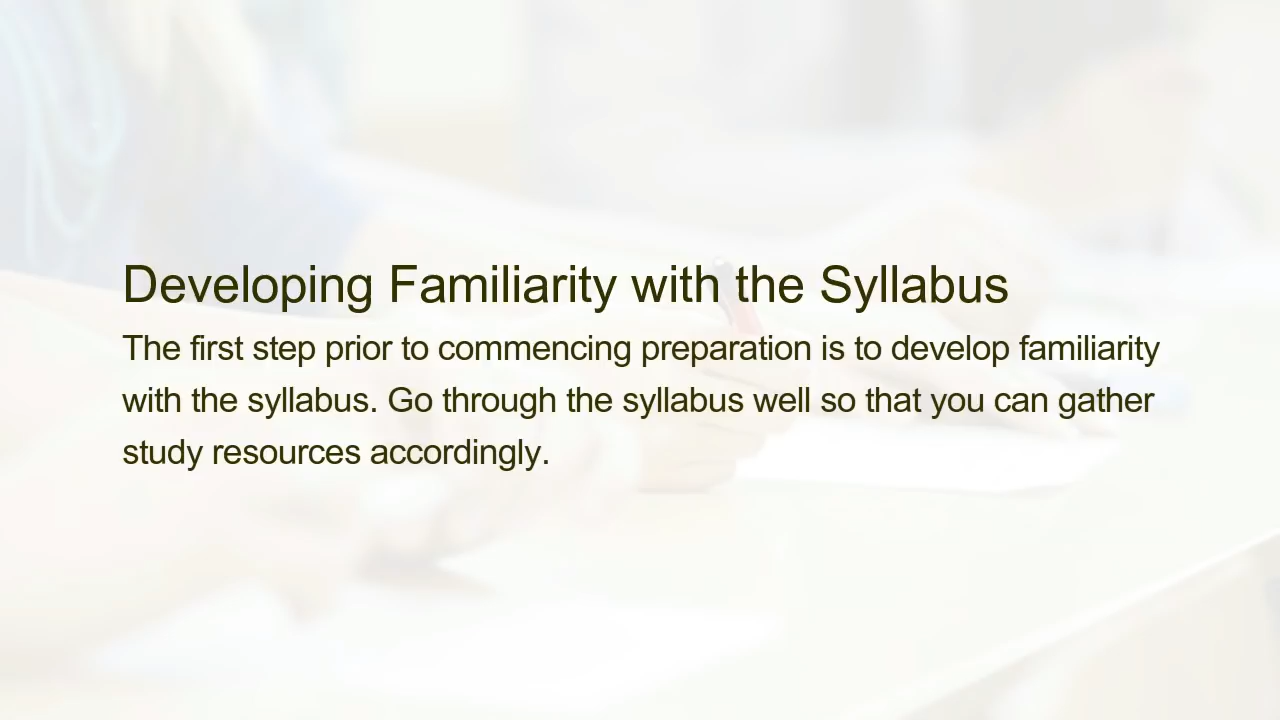 Developing Familiarity with the Syllabus
The first step prior to commencing preparation is to develop familiarity
with the syllabus. Go through the syllabus well so that you can gather
study resources accordingly.